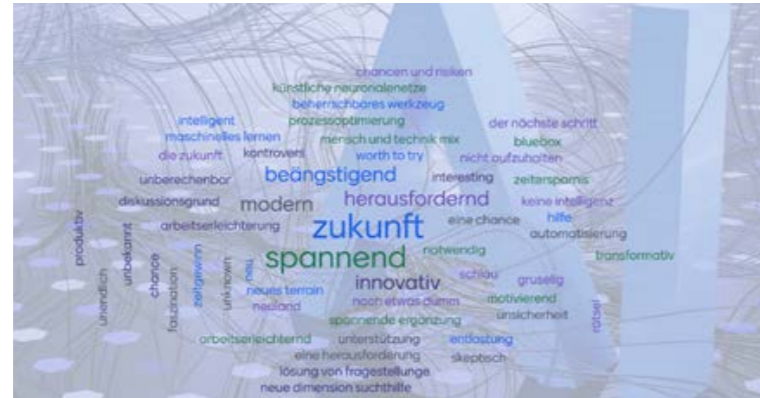 chancen und risiken
künstliche neuronalenetze
beherrschbares werkzeug
intelligent
prozessoptimierung
der nächste schritt
maschinelles lernen
mensch und technik mix
bluebox
die zukunft
kontrovers
worth to try
nicht aufzuhalten
unberechenbar
beängstigend
interesting
zeitersparnis
diskussionsgrund
modern
herausfordernd
keine intelligenz
arbeitserleichterung
zukunft
eine chance
hilfe
automatisierung
produktiv
unendlich
unbekannt
chance
faszination
zeitgewinn
unknown
neu
spannend
notwendig
transformativ
innovativ
schlau
gruselig
neues terrain
neuland
noch etwas dumm
motivierend
unsicherheit
rätsel
spannende ergänzung
arbeitserleichternd
unterstützung
entlastung
eine herausforderung
skeptisch
lösung von fragestellunge
neue dimension suchthilfe